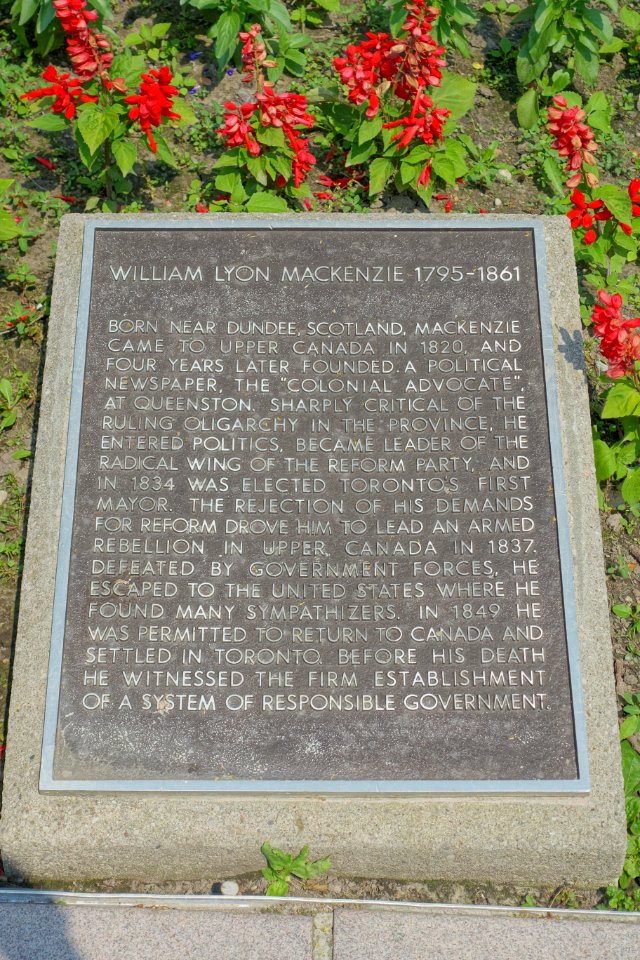 WILLIAM LYON MACKENZIE 1795-1861
BORN NEAR DUNDEE, SCOTLAND, MACKENZIE
CAME TO UPPER CANADA IN 1820, AND
FOUR YEARS LATER FOUNDED A POLITICAL
NEWSPAPER, THE "COLONIAL ADVOCATE",
AT QUEENSTON. SHARPLY CRITICAL OF THE
RULING OLIGARCHY IN THE PROVINCE, HE
ENTERED POLITICS, BECAME LEADER OF THE
RADICAL WING OF THE REFORM PARTY, AND
IN 1834 WAS ELECTED TORONTO'S FIRST
MAYOR. THE REJECTION OF HIS DEMANDS
FOR REFORM DROVE HIM TO LEAD AN ARMED
REBELLION IN UPPER CANADA IN 1837.
DEFEATED BY GOVERNMENT FORCES, HE
ESCAPED TO THE UNITED STATES WHERE HE
FOUND MANY SYMPATHIZERS. IN 1849 HE
WAS PERMITTED TO RETURN TO CANADA AND
SETTLED IN TORONTO. BEFORE HIS DEATH
HE WITNESSED THE FIRM ESTABLISHMENT
OF A SYSTEM OF RESPONSIBLE GOVERNMENT.